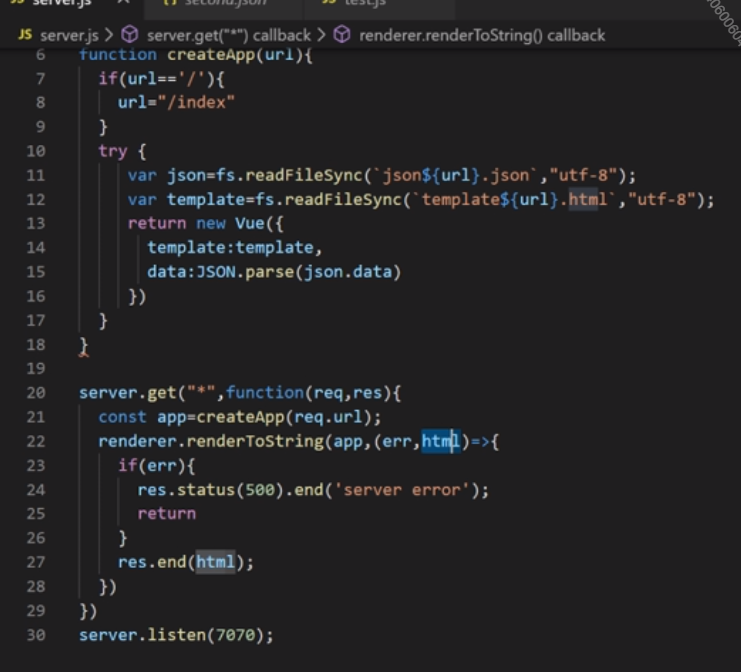 server.js second.json test.js
JS server.js > server.get("*") callback > renderer.renderToString() callback
6 function createApp(url){
7 if(url=='/'){
8 url="/index"
9 }
10 try {
11 var json=fs.readFileSync(`json${url}.json`,"utf-8");
12 var template=fs.readFileSync(`template${url}.html`,"utf-8");
13 return new Vue({
14 template:template,
15 data:JSON.parse(json.data)
16 })
17 }
18 }
19
20 server.get("*",function(req,res){
21 const app=createApp(req.url);
22 renderer.renderToString(app,(err,html)=>{
23 if(err){
24 res.status(500).end('server error');
25 return
26 }
27 res.end(html);
28 })
29 })
30 server.listen(7070);